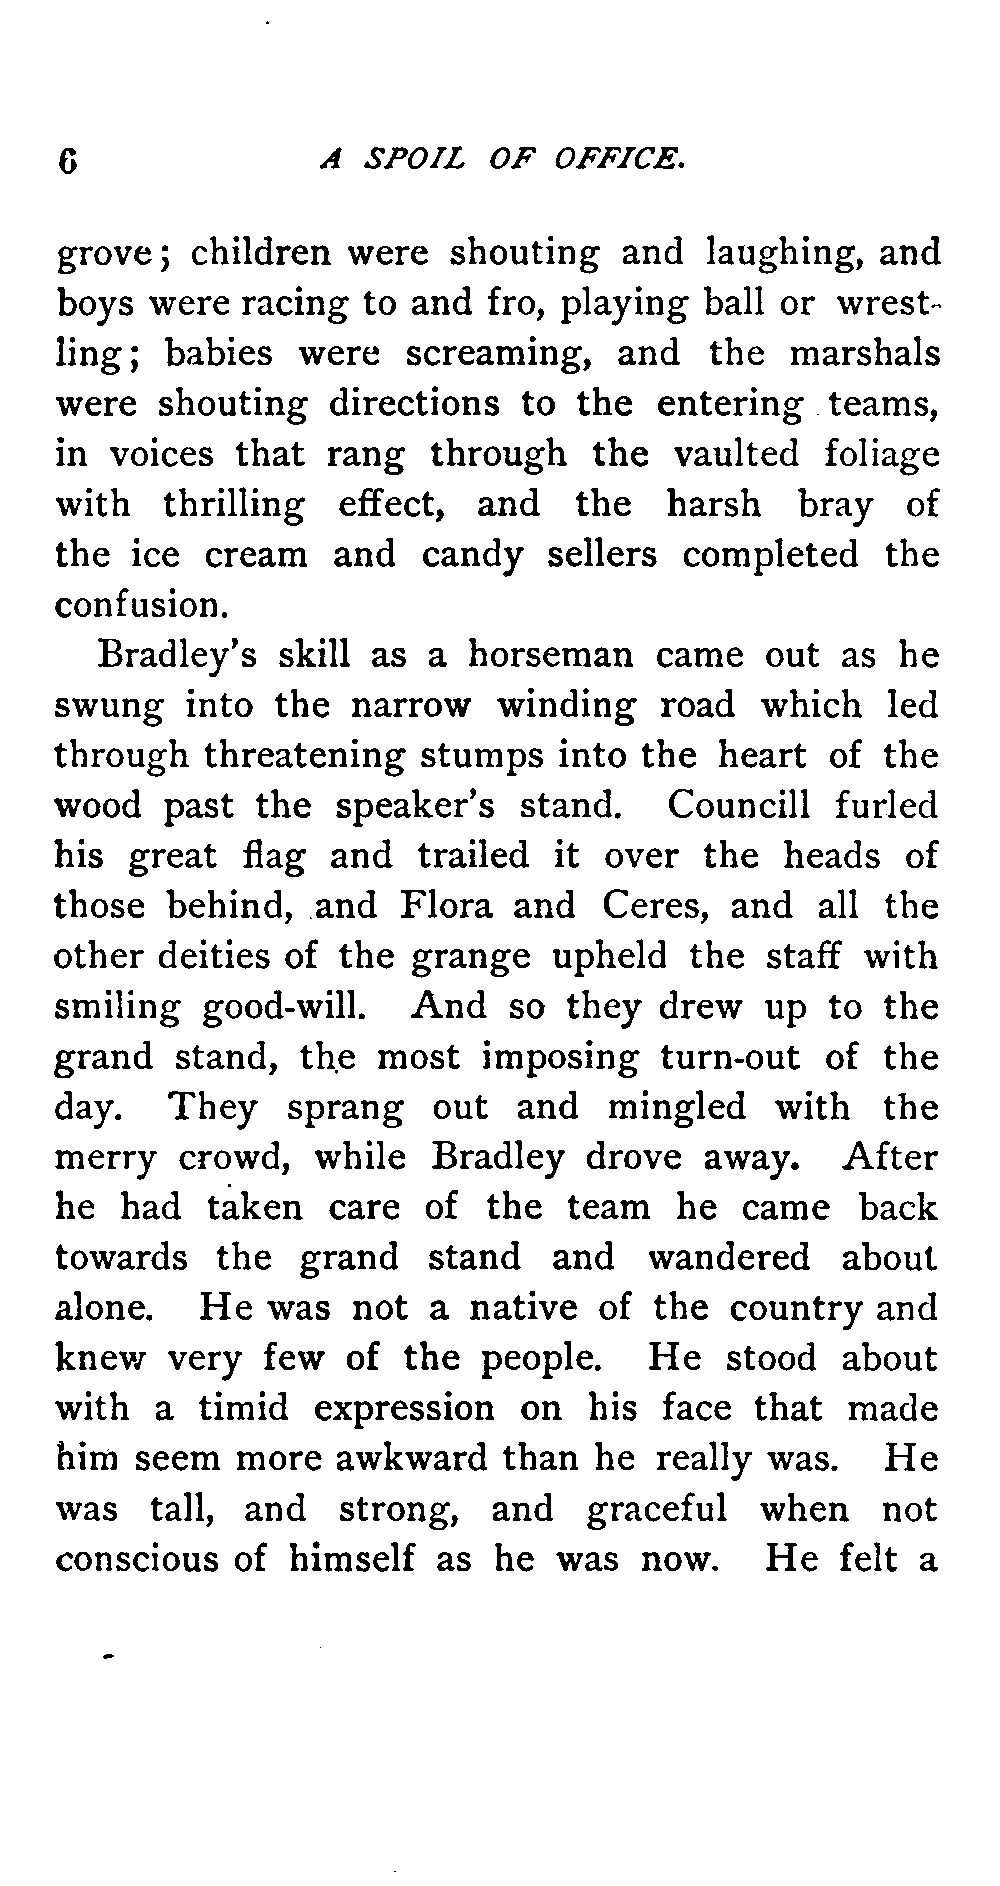 6 A SPOIL OF OFFICE.
grove; children were shouting and laughing, and
boys were racing to and fro, playing ball or wrest-
ling; babies were screaming, and the marshals
were shouting directions to the entering teams,
in voices that rang through the vaulted foliage
with thrilling effect, and the harsh bray of
the ice cream and candy sellers completed the
confusion.
Bradley's skill as a horseman came out as he
swung into the narrow winding road which led
through threatening stumps into the heart of the
wood past the speaker's stand. Councill furled
his great flag and trailed it over the heads of
those behind, and Flora and Ceres, and all the
other deities of the grange upheld the staff with
smiling good-will. And so they drew up to the
grand stand, the most imposing turn-out of the
day. They sprang out and mingled with the
merry crowd, while Bradley drove away. After
he had taken care of the team he came back
towards the grand stand and wandered about
alone. He was not a native of the country and
knew very few of the people. He stood about
with a timid expression on his face that made
him seem more awkward than he really was. He
was tall, and strong, and graceful when not
conscious of himself as he was now. He felt a